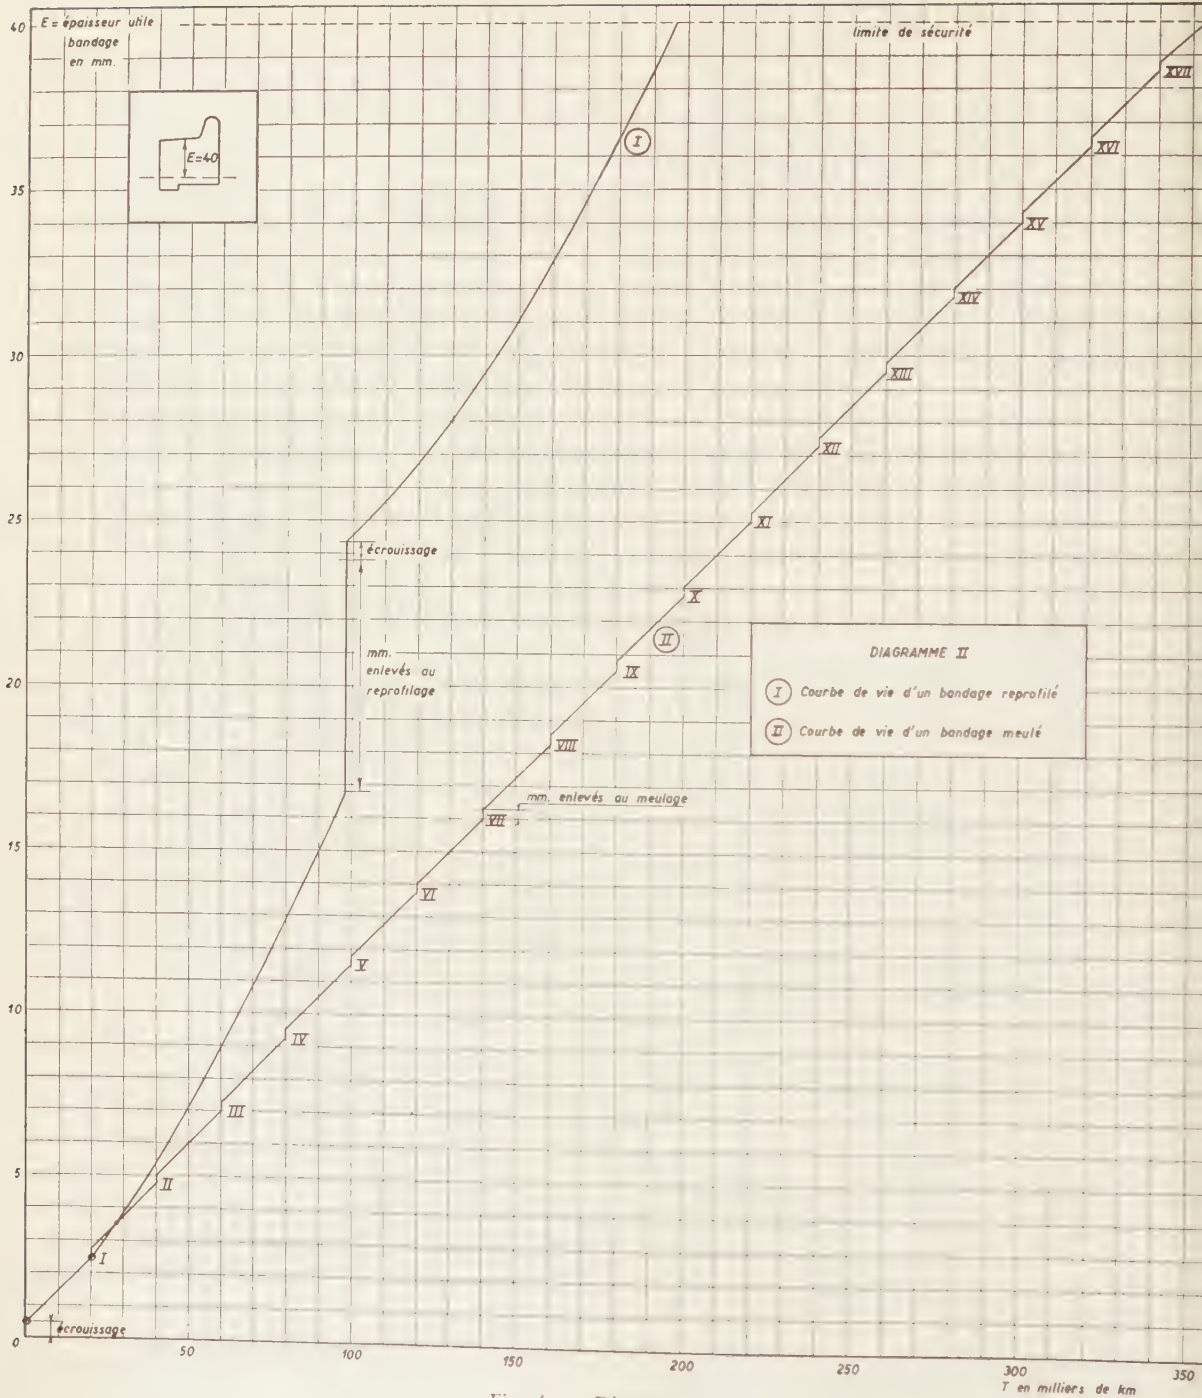 40
E = épaisseur utile
bandage
en mm.
limite de sécurité
XVII
E=40
I
XVI
35
XV
XIV
30
XIII
XII
25
XI
écrouissage
X
II
mm.
enlevés au
reprofilage
IX
DIAGRAMME II
I Courbe de vie d'un bandage reprofilé
II Courbe de vie d'un bandage meulé
20
VIII
mm. enlevés au meulage
VII
15
VI
V
10
IV
III
5
II
I
écrouissage
0
50
100
150
200
250
300
350
T en milliers de km